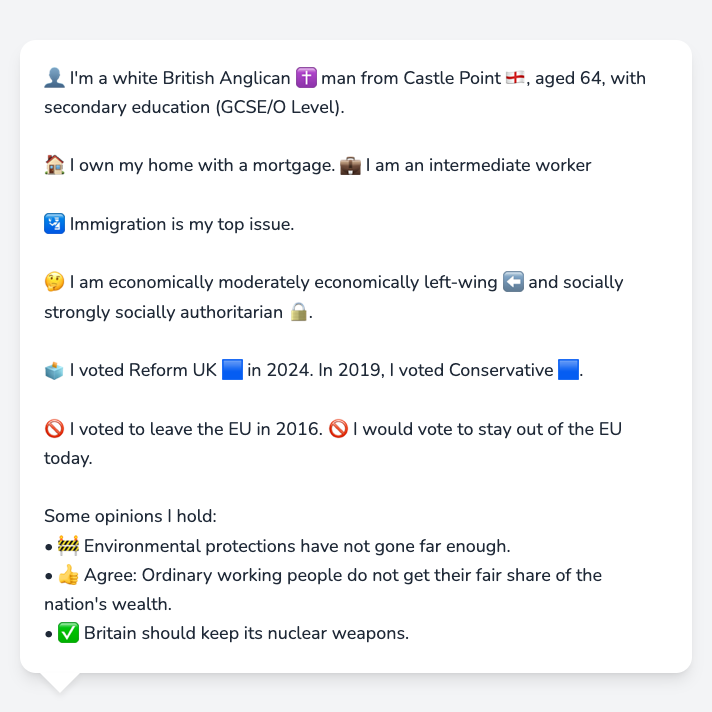 👤 I'm a white British Anglican ✝️ man from Castle Point 🏴󠁧󠁢󠁥󠁮󠁧󠁿, aged 64, with
secondary education (GCSE/O Level).
🏠 I own my home with a mortgage. 💼 I am an intermediate worker
🛂 Immigration is my top issue.
🤔 I am economically moderately economically left-wing ⬅️ and socially
strongly socially authoritarian 🔒.
🗳️ I voted Reform UK 🟦 in 2024. In 2019, I voted Conservative 🟦.
🚫 I voted to leave the EU in 2016. 🚫 I would vote to stay out of the EU
today.
Some opinions I hold:
• 🚧 Environmental protections have not gone far enough.
• 👍 Agree: Ordinary working people do not get their fair share of the
nation's wealth.
• ✅ Britain should keep its nuclear weapons.